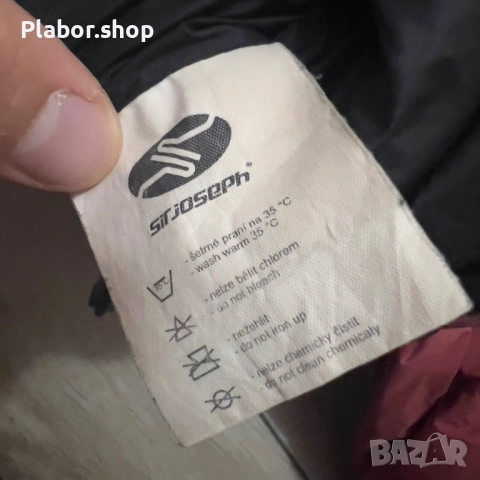 Plabor.shop
sirjoseph®
- šetrné praní na 35 °C
- wash warm 35 °C
- nelze bělit chlorem
- do not bleach
- nežehlit
- do not iron up
- nelze chemicky čistit
- do not clean chemicaly
BAZAR